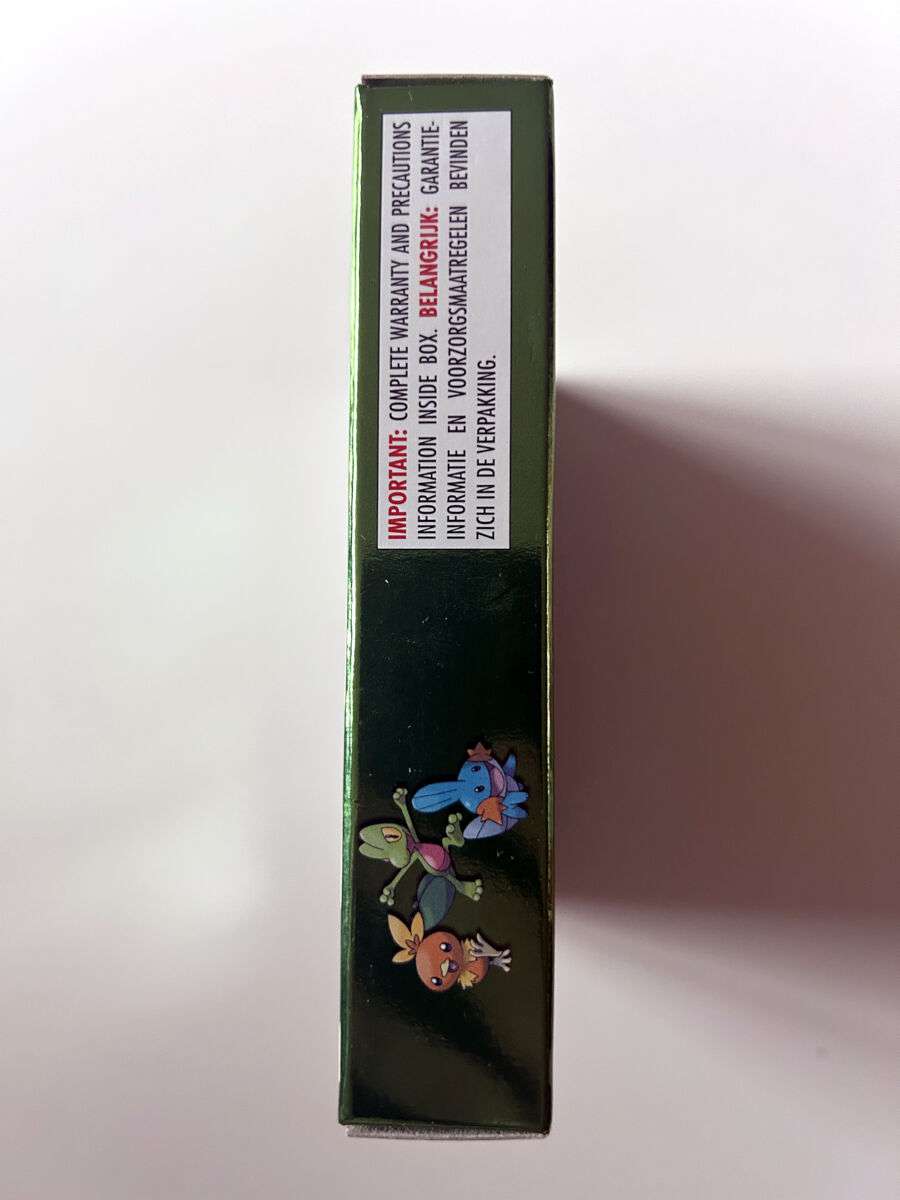 IMPORTANT: COMPLETE WARRANTY AND PRECAUTIONS
INFORMATION INSIDE BOX. BELANGRIJK: GARANTIE-
INFORMATIE EN VOORZORGSMAATREGELEN BEVINDEN
ZICH IN DE VERPAKKING.